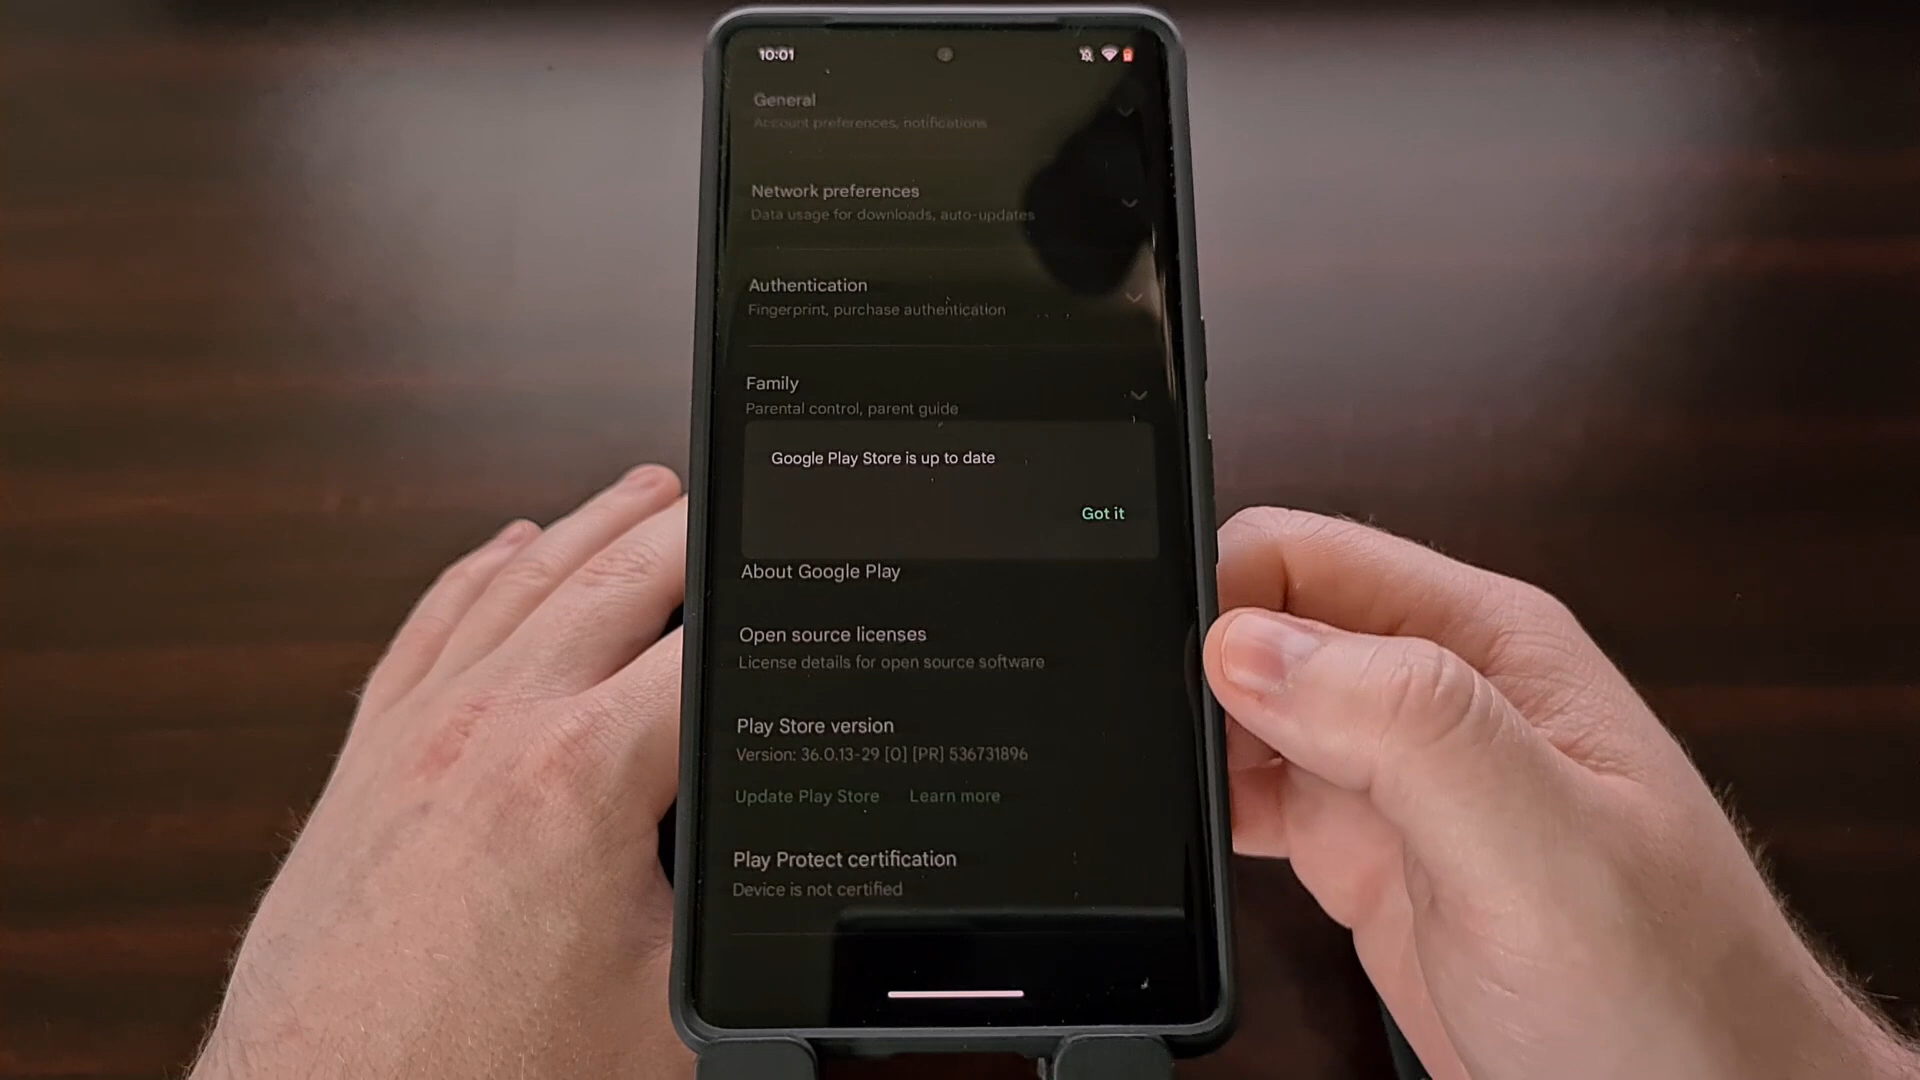 10:01
General
Account preferences, notifications
Network preferences
Data usage for downloads, auto-updates
Authentication
Fingerprint, purchase authentication
Family
Parental control, parent guide
Google Play Store is up to date
Got it
About Google Play
Open source licenses
License details for open source software
Play Store version
Version: 36.0.13-29 [0] [PR] 536731896
Update Play Store Learn more
Play Protect certification
Device is not certified